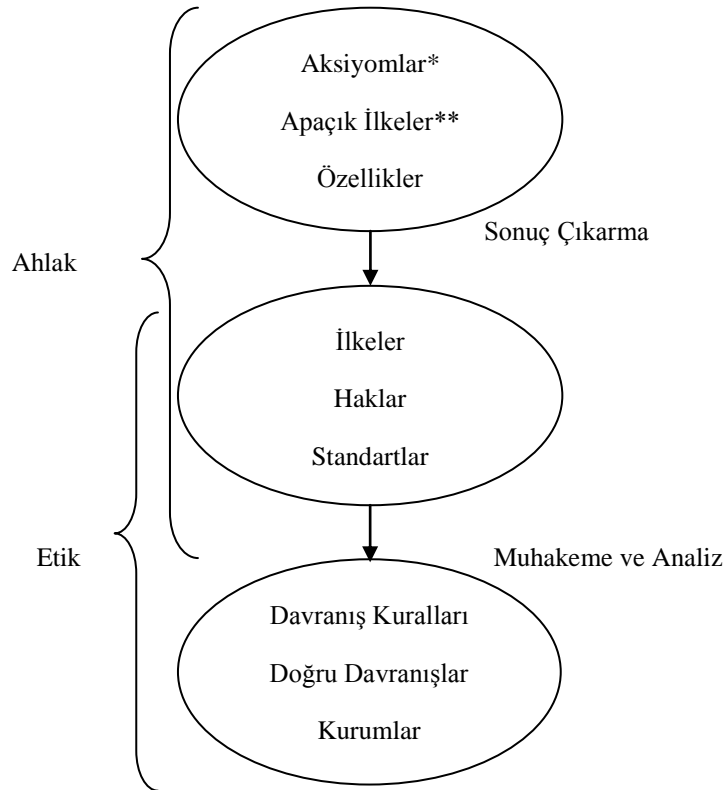 Aksiyomlar*
Apaçık İlkeler**
Özellikler
Sonuç Çıkarma
Ahlak
İlkeler
Haklar
Standartlar
Etik
Muhakeme ve Analiz
Davranış Kuralları
Doğru Davranışlar
Kurumlar